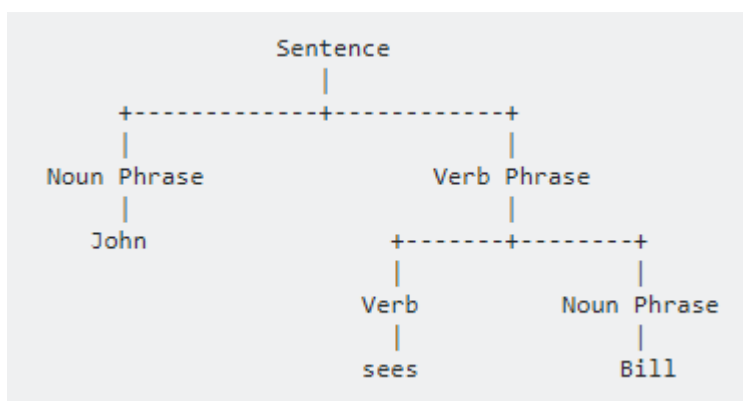 Sentence
|
+-------------+------------+
| |
Noun Phrase Verb Phrase
| |
John +-------+--------+
| |
Verb Noun Phrase
| |
sees Bill